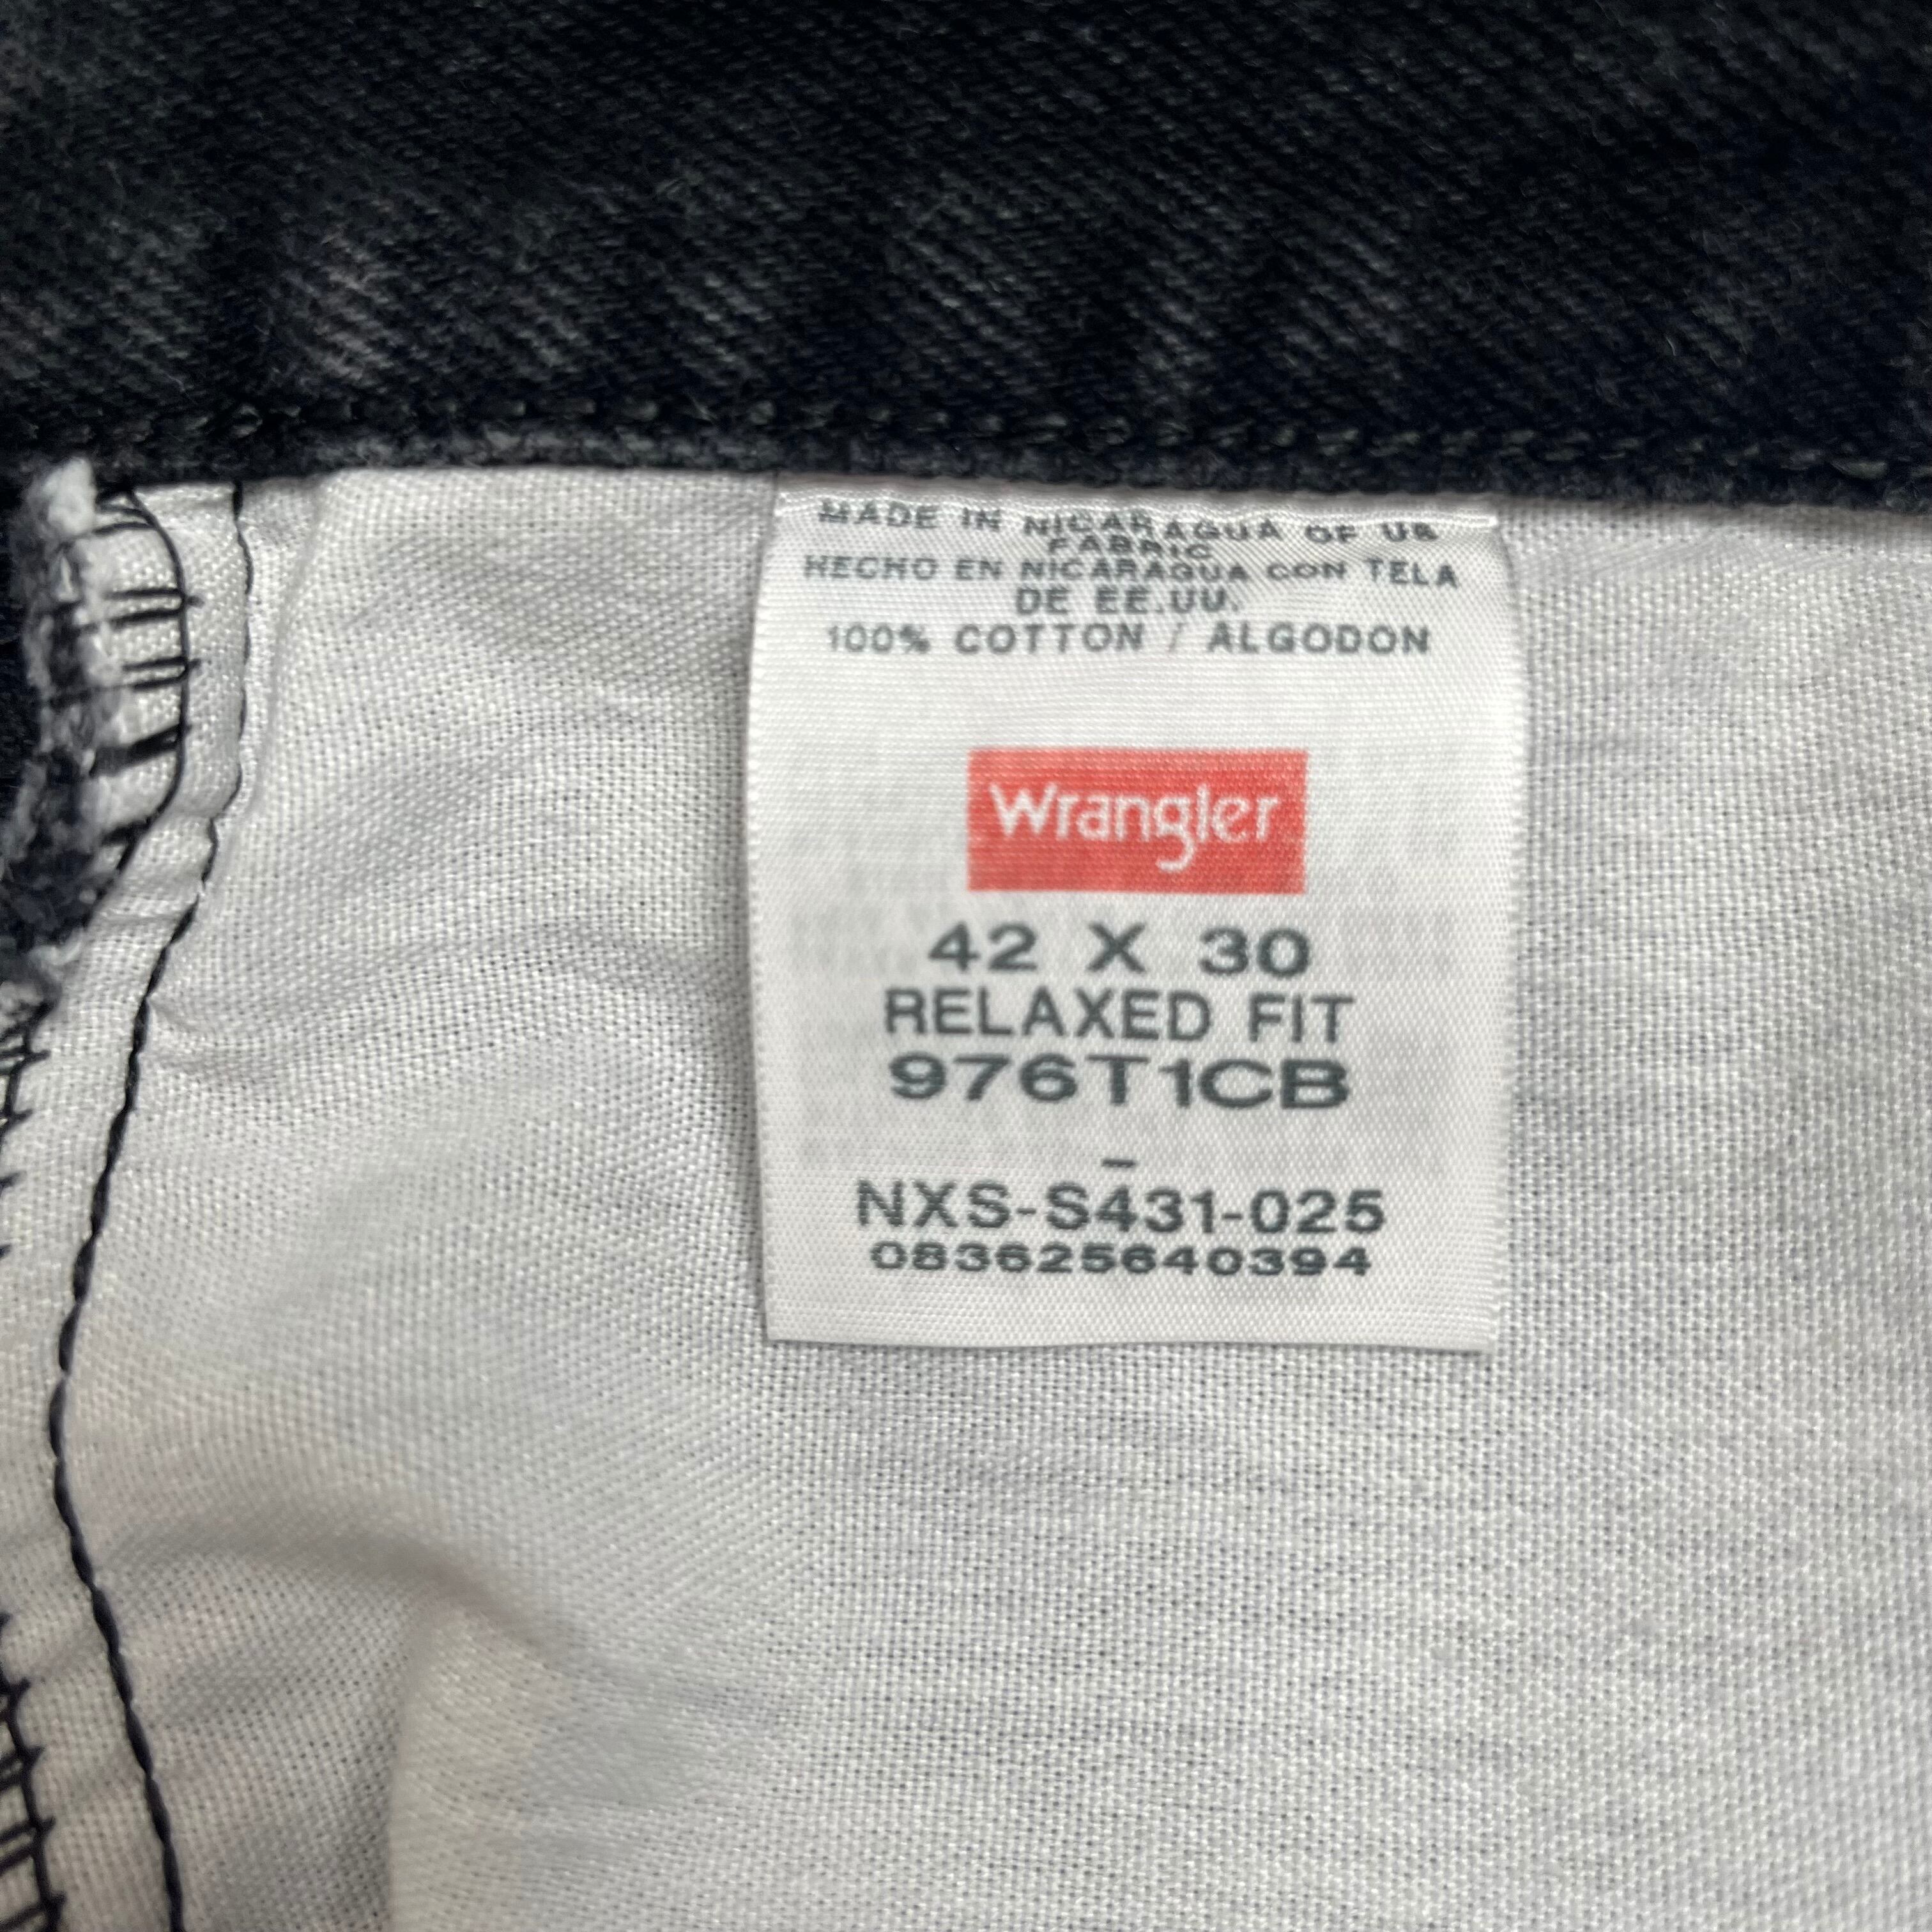 MADE IN NICARAGUA OF US
FABRIC
HECHO EN NICARAGUA CON TELA
DE EE.UU.
100% COTTON / ALGODON
Wrangler
42 X 30
RELAXED FIT
976T1CB
-
NXS-S431-025
083625640394